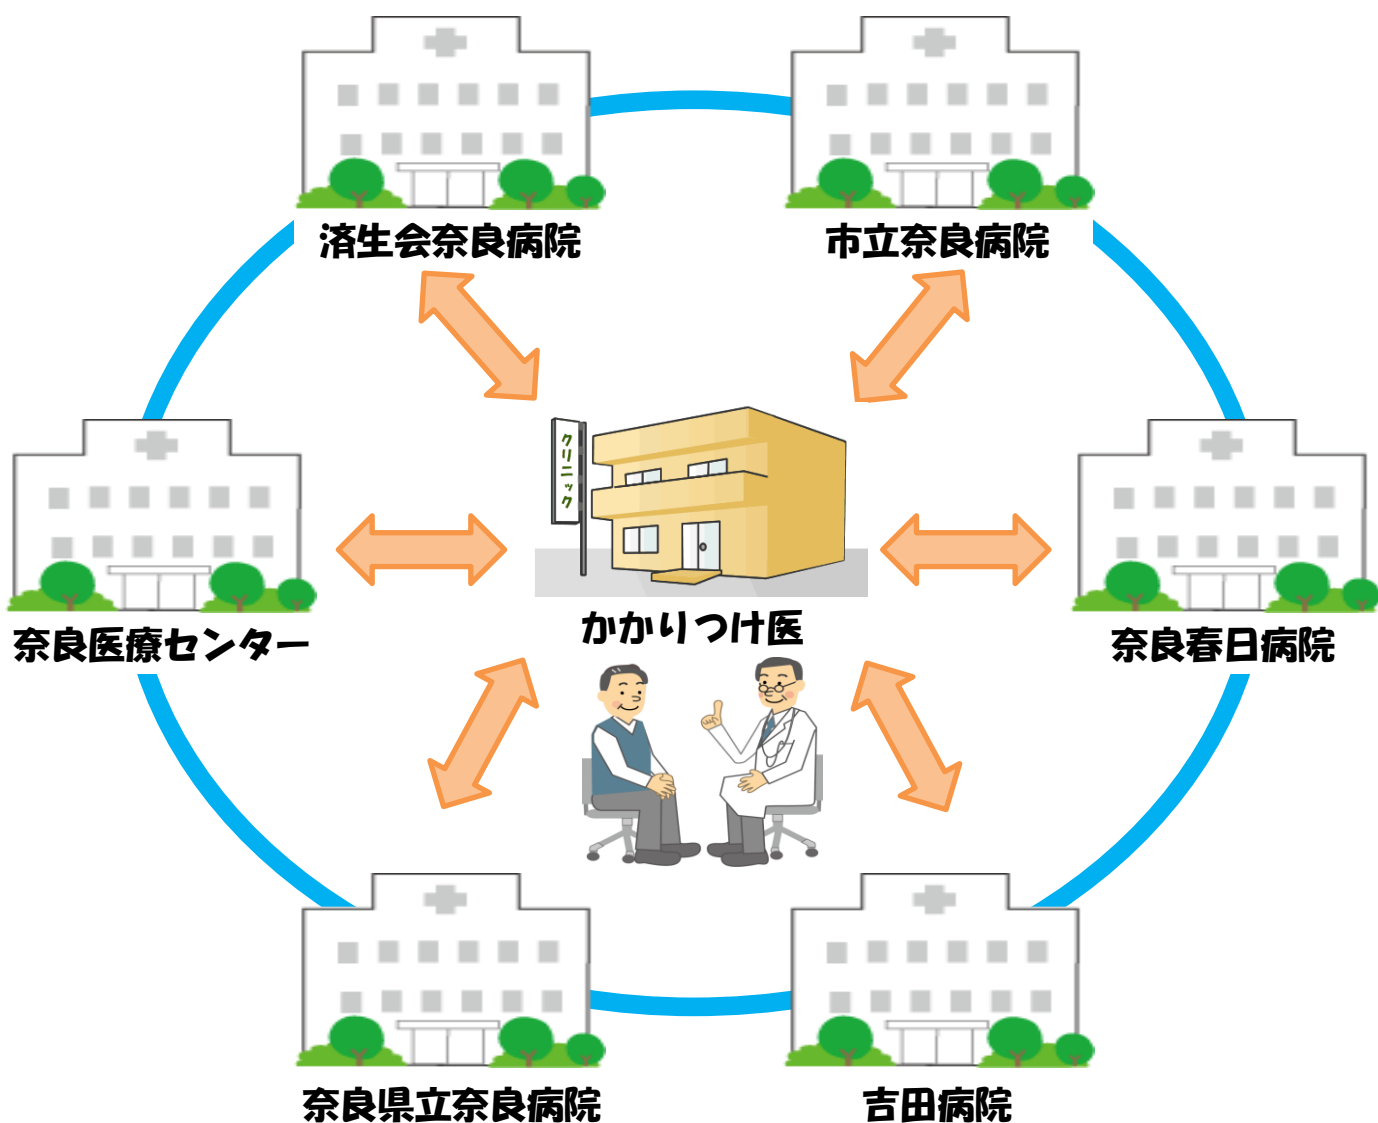 済生会奈良病院
市立奈良病院
クリニック
奈良医療センター
かかりつけ医
奈良春日病院
奈良県立奈良病院
吉田病院